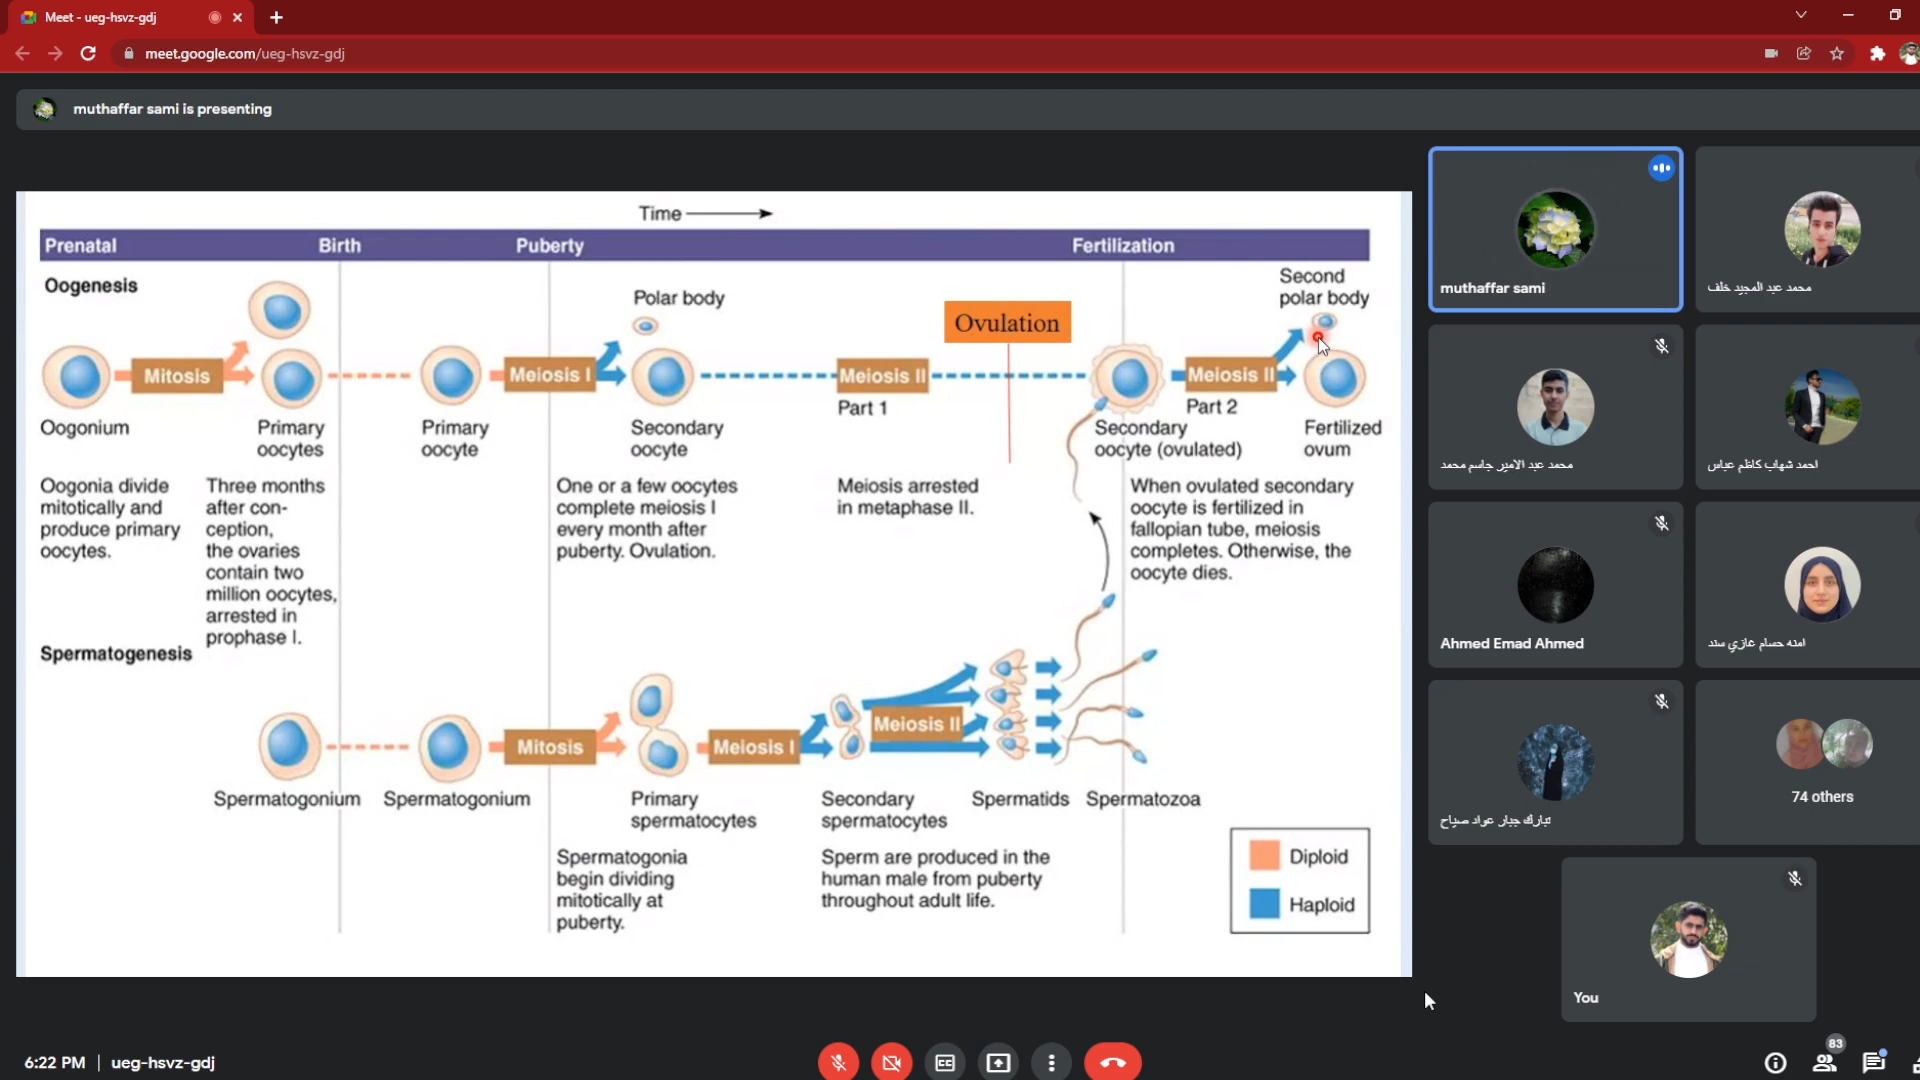 Meet - ueg-hsvz-gdj
meet.google.com/ueg-hsvz-gdj
muthaffar sami is presenting
Time
Prenatal Birth Puberty Fertilization
Oogenesis
Polar body
Ovulation
Second
polar body
Mitosis
Meiosis I
Meiosis II
Part 1
Meiosis II
Part 2
Oogonium
Primary
oocytes
Primary
oocyte
Secondary
oocyte
Secondary
oocyte (ovulated)
Fertilized
ovum
Oogonia divide
mitotically and
produce primary
oocytes.
Three months
after con-
ception,
the ovaries
contain two
million oocytes,
arrested in
prophase I.
One or a few oocytes
complete meiosis I
every month after
puberty. Ovulation.
Meiosis arrested
in metaphase II.
When ovulated secondary
oocyte is fertilized in
fallopian tube, meiosis
completes. Otherwise, the
oocyte dies.
Spermatogenesis
Mitosis
Meiosis I
Meiosis II
Spermatogonium
Spermatogonium
Primary
spermatocytes
Secondary
spermatocytes
Spermatids
Spermatozoa
Spermatogonia
begin dividing
mitotically at
puberty.
Sperm are produced in the
human male from puberty
throughout adult life.
Diploid
Haploid
muthaffar sami
محمد عبد المجيد خلف
محمد عبد الامير جاسم محمد
احمد شهاب كاظم عباس
Ahmed Emad Ahmed
امنه حسام غازي سند
تبارك جبار عواد صياح
74 others
You
6:22 PM | ueg-hsvz-gdj
83